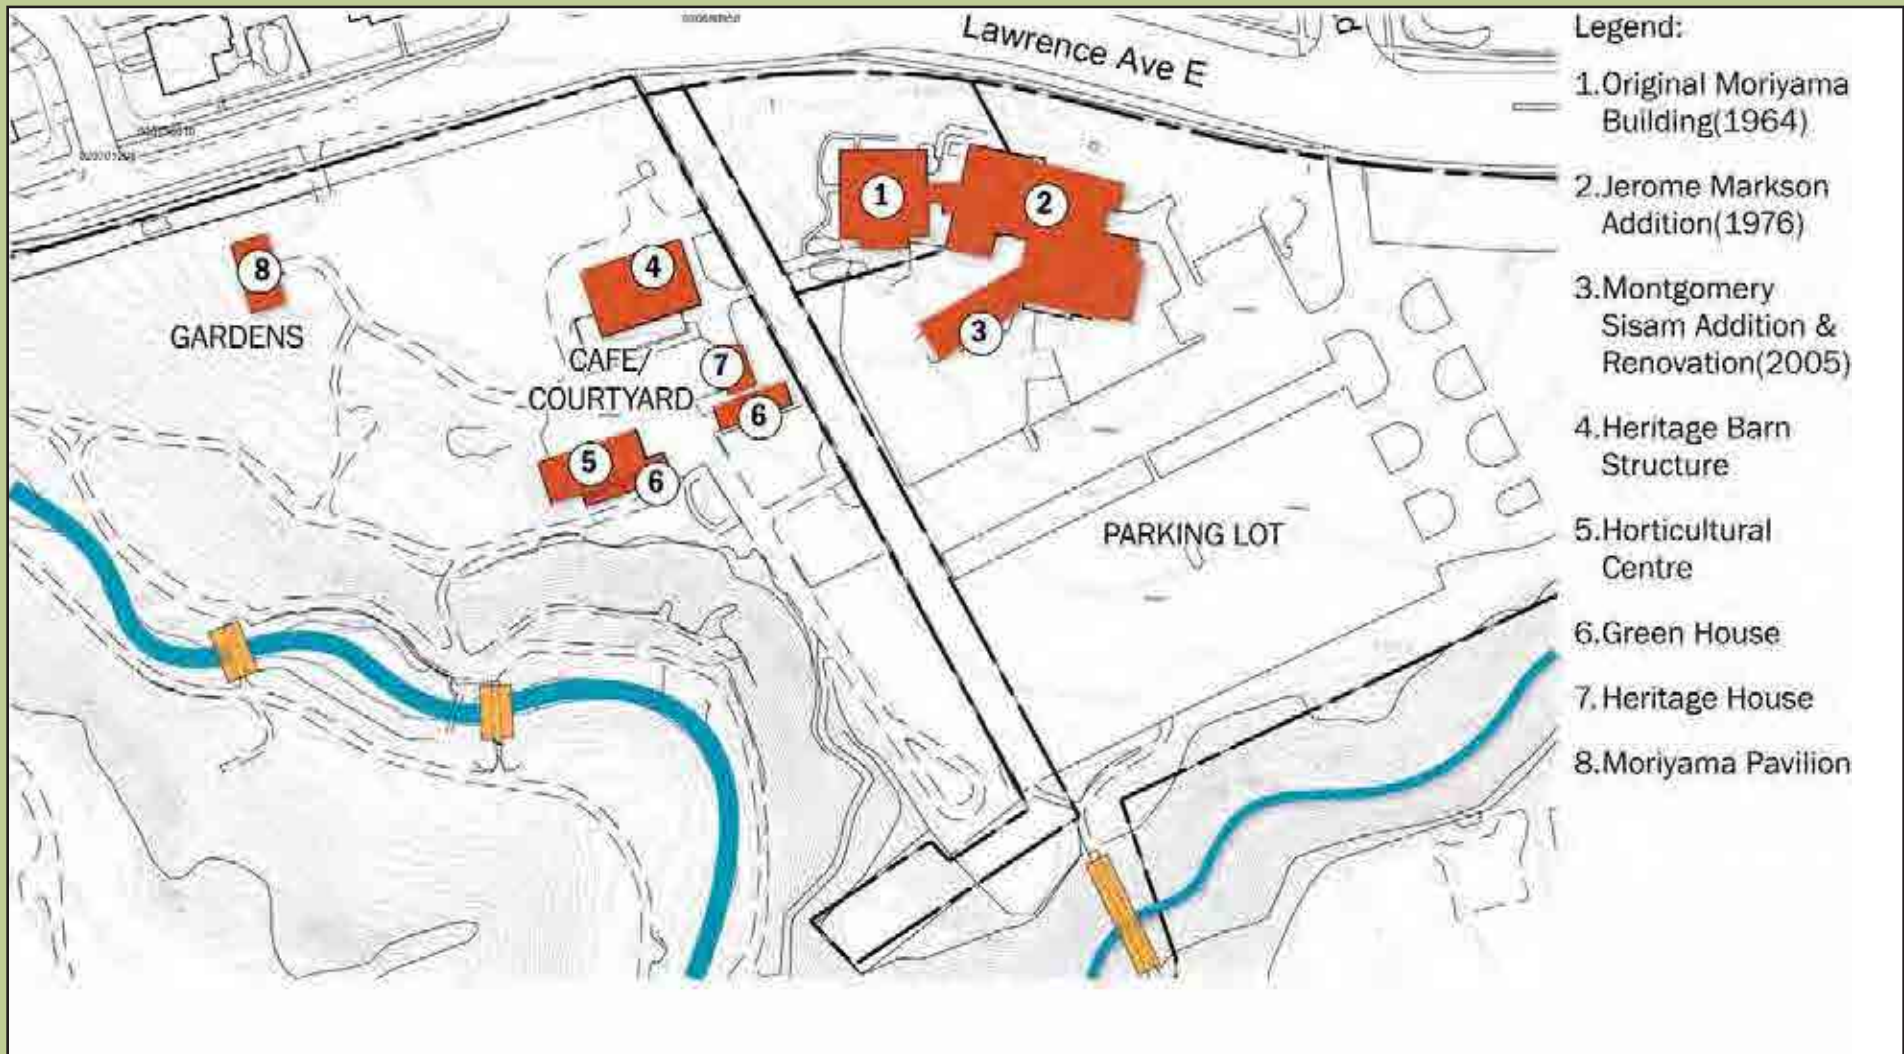 Lawrence Ave E
P
1
2
3
4
5
6
6
7
8
GARDENS
CAFE/
COURTYARD
PARKING LOT
Legend:
1.Original Moriyama
Building(1964)
2.Jerome Markson
Addition(1976)
3.Montgomery
Sisam Addition &
Renovation(2005)
4.Heritage Barn
Structure
5.Horticultural
Centre
6.Green House
7.Heritage House
8.Moriyama Pavilion